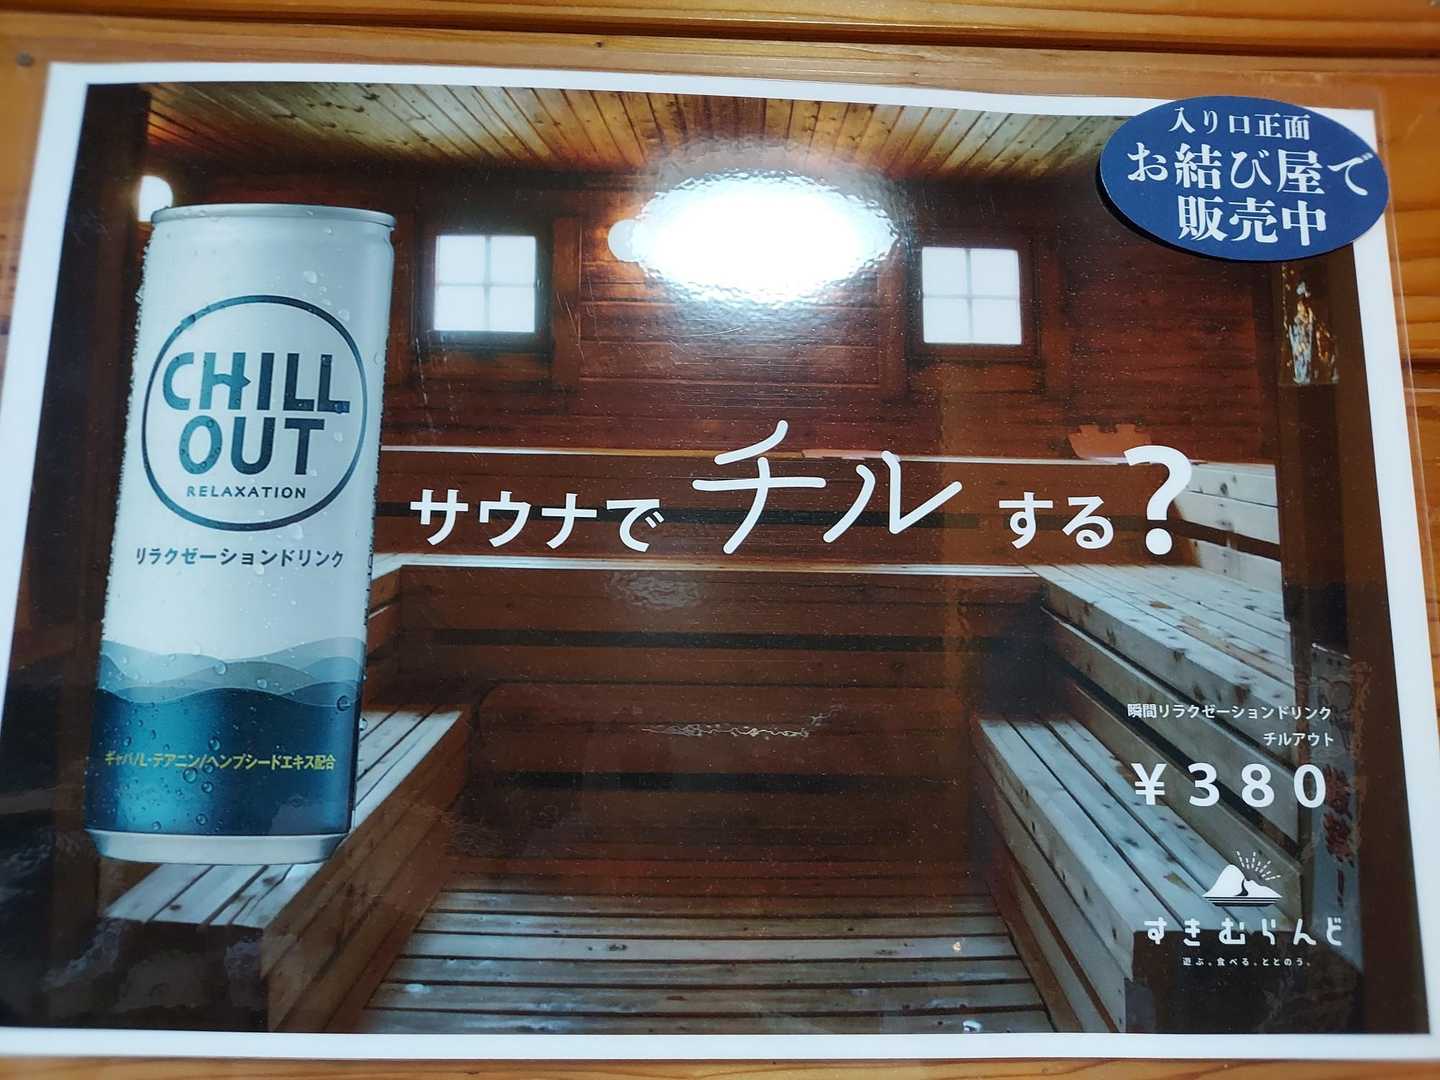 入り口正面
お結び屋で
販売中
CHILL
OUT
RELAXATION
リラクゼーションドリンク
ギャバ/L-テアニン/ヘンプシードエキス配合
サウナでチルする?
瞬間リラクゼーションドリンク
チルアウト
¥380
すきむらんど
遊ぶ。食べる。ととのう。